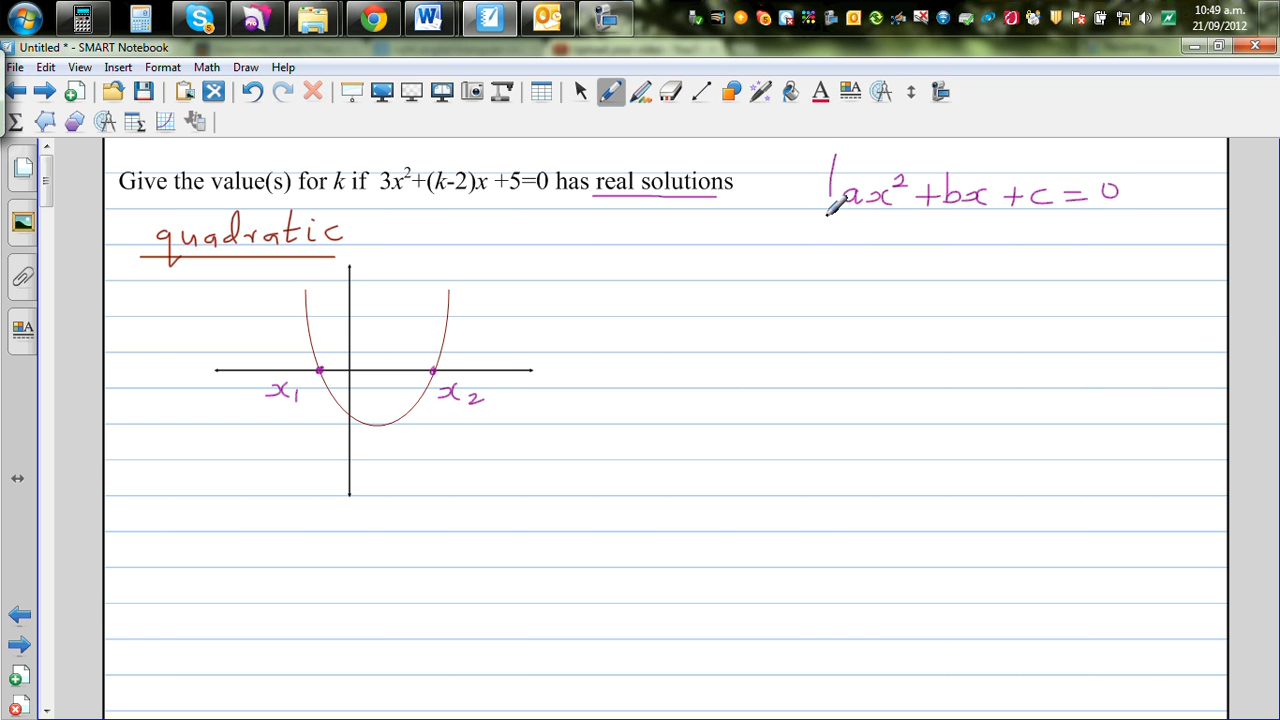 10:49 a.m.
21/09/2012
Untitled * - SMART Notebook
File Edit View Insert Format Math Draw Help
Give the value(s) for k if 3x²+(k-2)x +5=0 has real solutions
ax² + bx + c = 0
quadratic
x₁ x₂